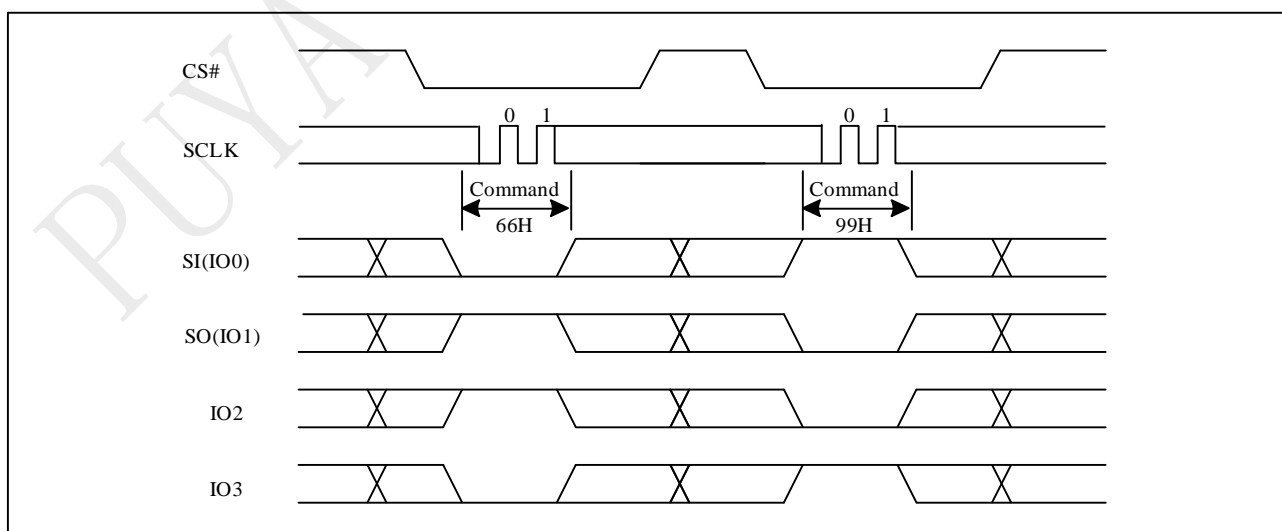 PUYA
CS#
0 1 0 1
SCLK
Command Command
66H 99H
SI(IO0)
SO(IO1)
IO2
IO3